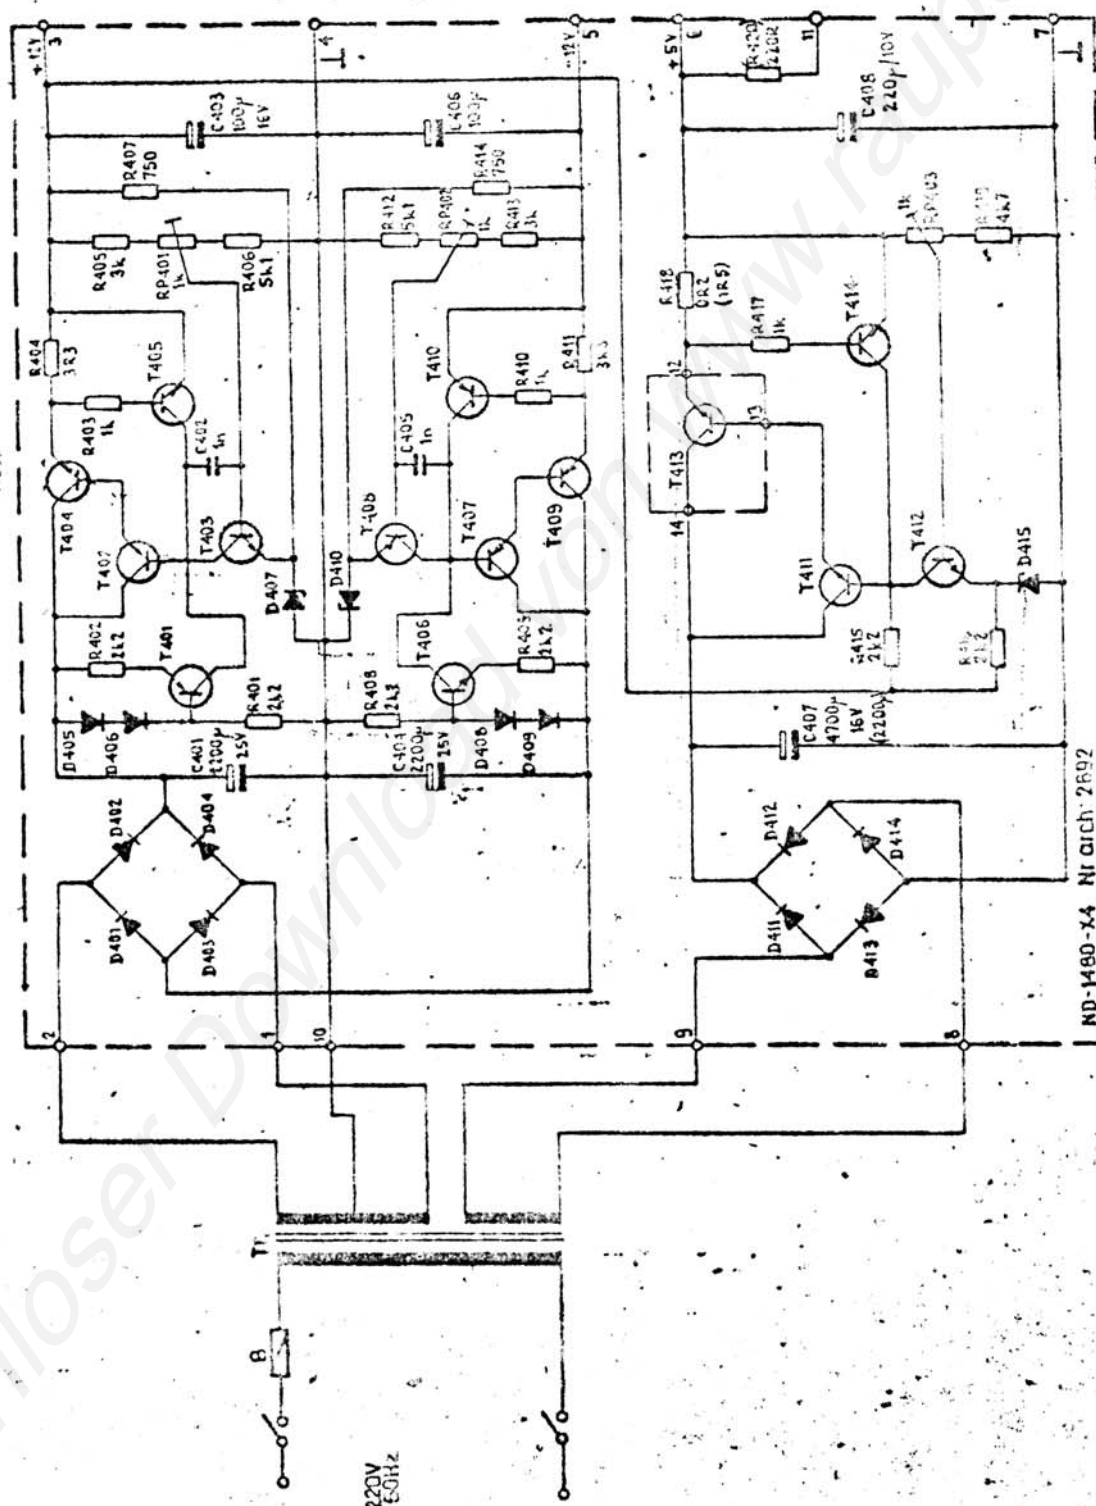 +12V
3
4
⊥
-12V
5
+5V
6
11
7
⊥
R420
220R
C403
100µ
16V
C406
100µ
C408
220µ/10V
R407
750
R414
750
R405
3k
RP401
1k
R406
5k1
R412
5k1
RP402
1k
R413
3k
1k
RP403
4k7
R404
3R3
R403
1k
T405
C402
1n
T410
R410
1k
R411
C405
1n
R418
0R2
(1R5)
R417
1k
T414
12
13
T413
14
T404
T403
D407
D410
T408
T407
T409
T411
T412
D415
R402
2k2
T401
R401
2k2
R408
T406
R409
2k2
R415
2k2
2k2
D405
D406
C401
2200µ
25V
C404
2200µ
25V
D408
D409
C407
4700µ
16V
(2200µ)
D402
D404
D401
D403
D412
D414
D411
D413
2
1
10
9
8
B
220V
50Hz
ND-1480-X4 Nr arch 2692
Download von www.raup